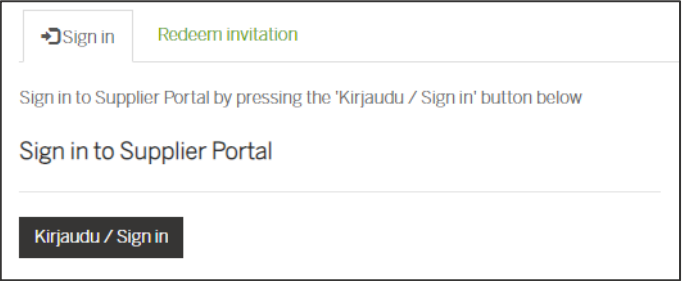 Sign in
Redeem invitation
Sign in to Supplier Portal by pressing the 'Kirjaudu / Sign in' button below
Sign in to Supplier Portal
Kirjaudu / Sign in